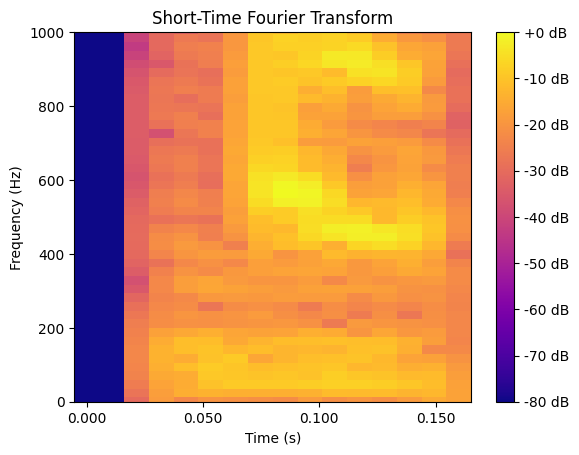 Short-Time Fourier Transform
1000
800
600
400
200
0
Frequency (Hz)
0.000
0.050
0.100
0.150
Time (s)
+0 dB
-10 dB
-20 dB
-30 dB
-40 dB
-50 dB
-60 dB
-70 dB
-80 dB